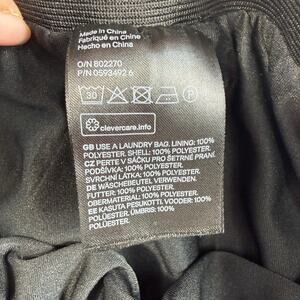 Made in China
Fabriqué en Chine
Hecho en China
O/N 802270
P/N 0593492 6
30
P
clevercare.info
GB USE A LAUNDRY BAG. LINING: 100%
POLYESTER. SHELL: 100% POLYESTER.
CZ PERTE V SÁČKU PRO ŠETRNÉ PRANÍ.
PODŠÍVKA: 100% POLYESTER.
SVRCHNÍ LÁTKA: 100% POLYESTER.
DE WÄSCHEBEUTEL VERWENDEN.
FUTTER: 100% POLYESTER.
OBERMATERIAL: 100% POLYESTER.
EE KASUTA PESUKOTTI. VOODER: 100%
POLÜESTER. ÜMBRIS: 100%
POLÜESTER.